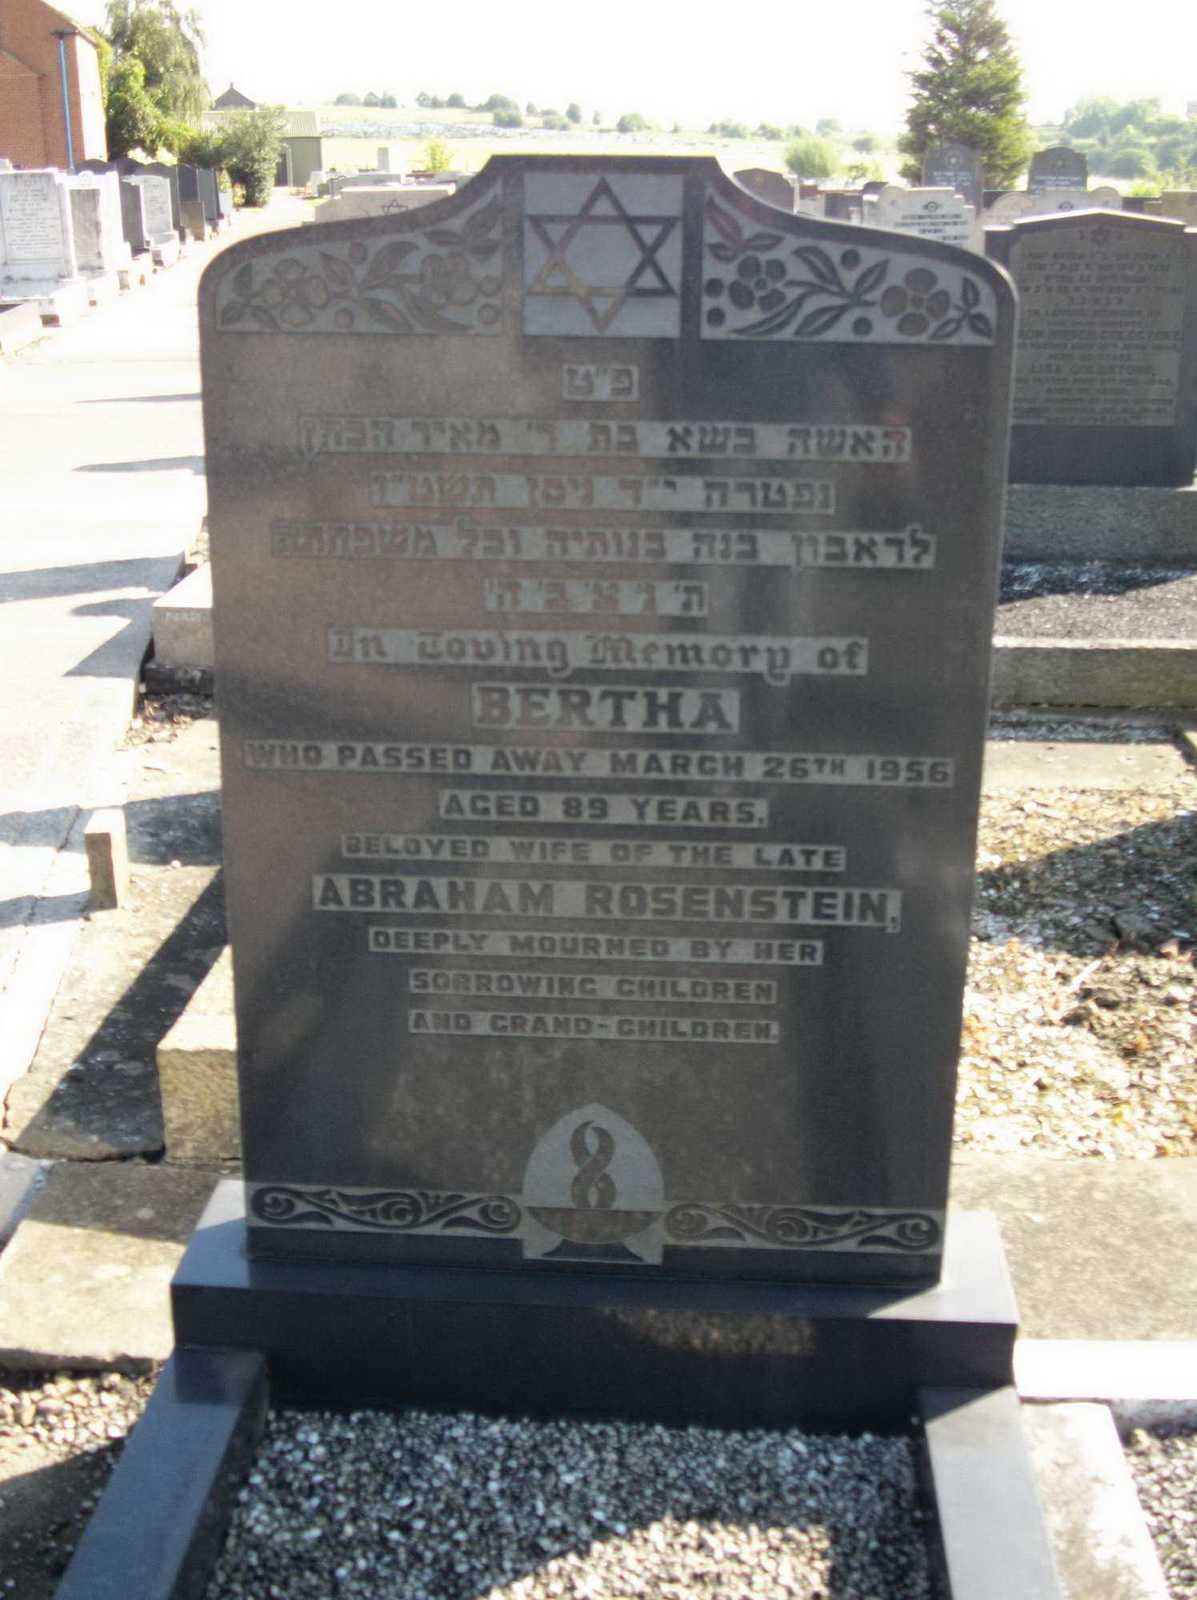 פ"ט
האשה בשא בת ר' מאיר הכהן
נפטרה י"ד ניסן תשט"ו
לדאבון בנה בנותיה וכל משפחתה
ת' נ' צ' ב' ה'
In Loving Memory of
BERTHA
WHO PASSED AWAY MARCH 26TH 1956
AGED 89 YEARS,
BELOVED WIFE OF THE LATE
ABRAHAM ROSENSTEIN,
DEEPLY MOURNED BY HER
SORROWING CHILDREN
AND GRAND-CHILDREN.